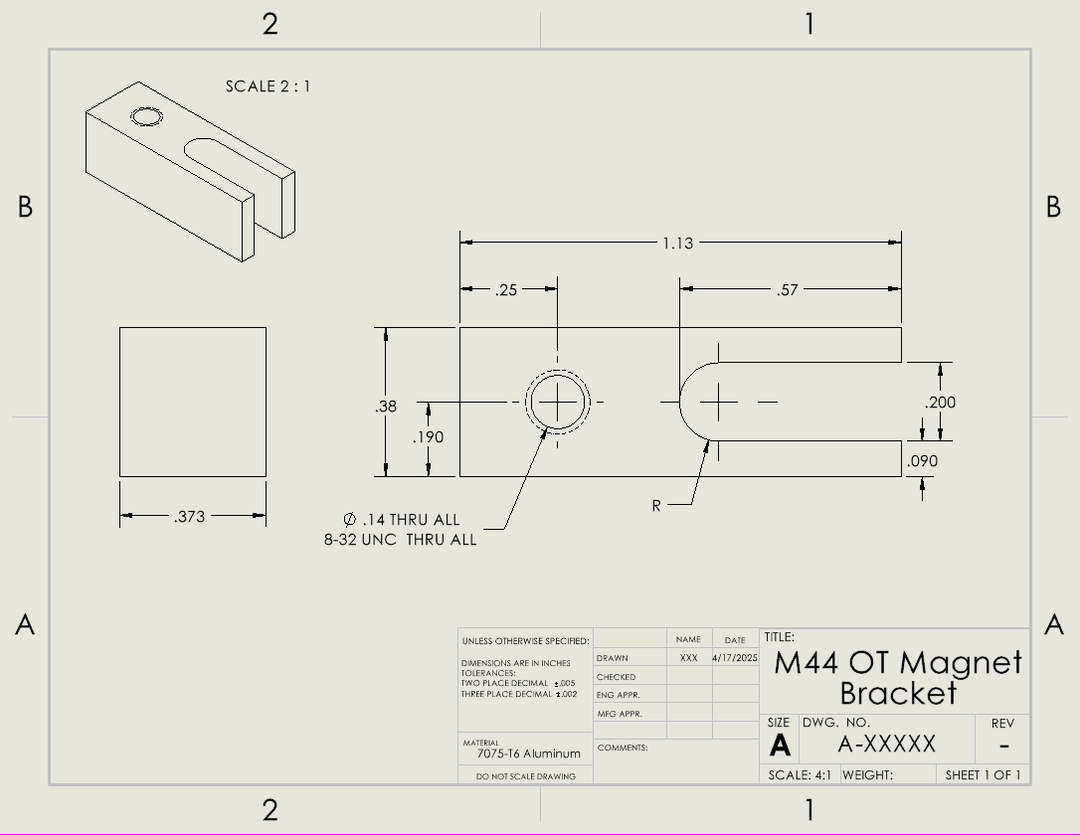 2
1
SCALE 2 : 1
B
B
1.13
.25
.57
.38
.190
.200
.090
R
.373
Ø .14 THRU ALL
8-32 UNC THRU ALL
A
A
UNLESS OTHERWISE SPECIFIED:
DIMENSIONS ARE IN INCHES
TOLERANCES:
TWO PLACE DECIMAL ±.005
THREE PLACE DECIMAL ±.002
MATERIAL
7075-T6 Aluminum
DO NOT SCALE DRAWING
NAME
DATE
DRAWN
XXX
4/17/2025
CHECKED
ENG APPR.
MFG APPR.
COMMENTS:
TITLE:
M44 OT Magnet
Bracket
SIZE
A
DWG. NO.
A-XXXXX
REV
-
SCALE: 4:1
WEIGHT:
SHEET 1 OF 1
2
1